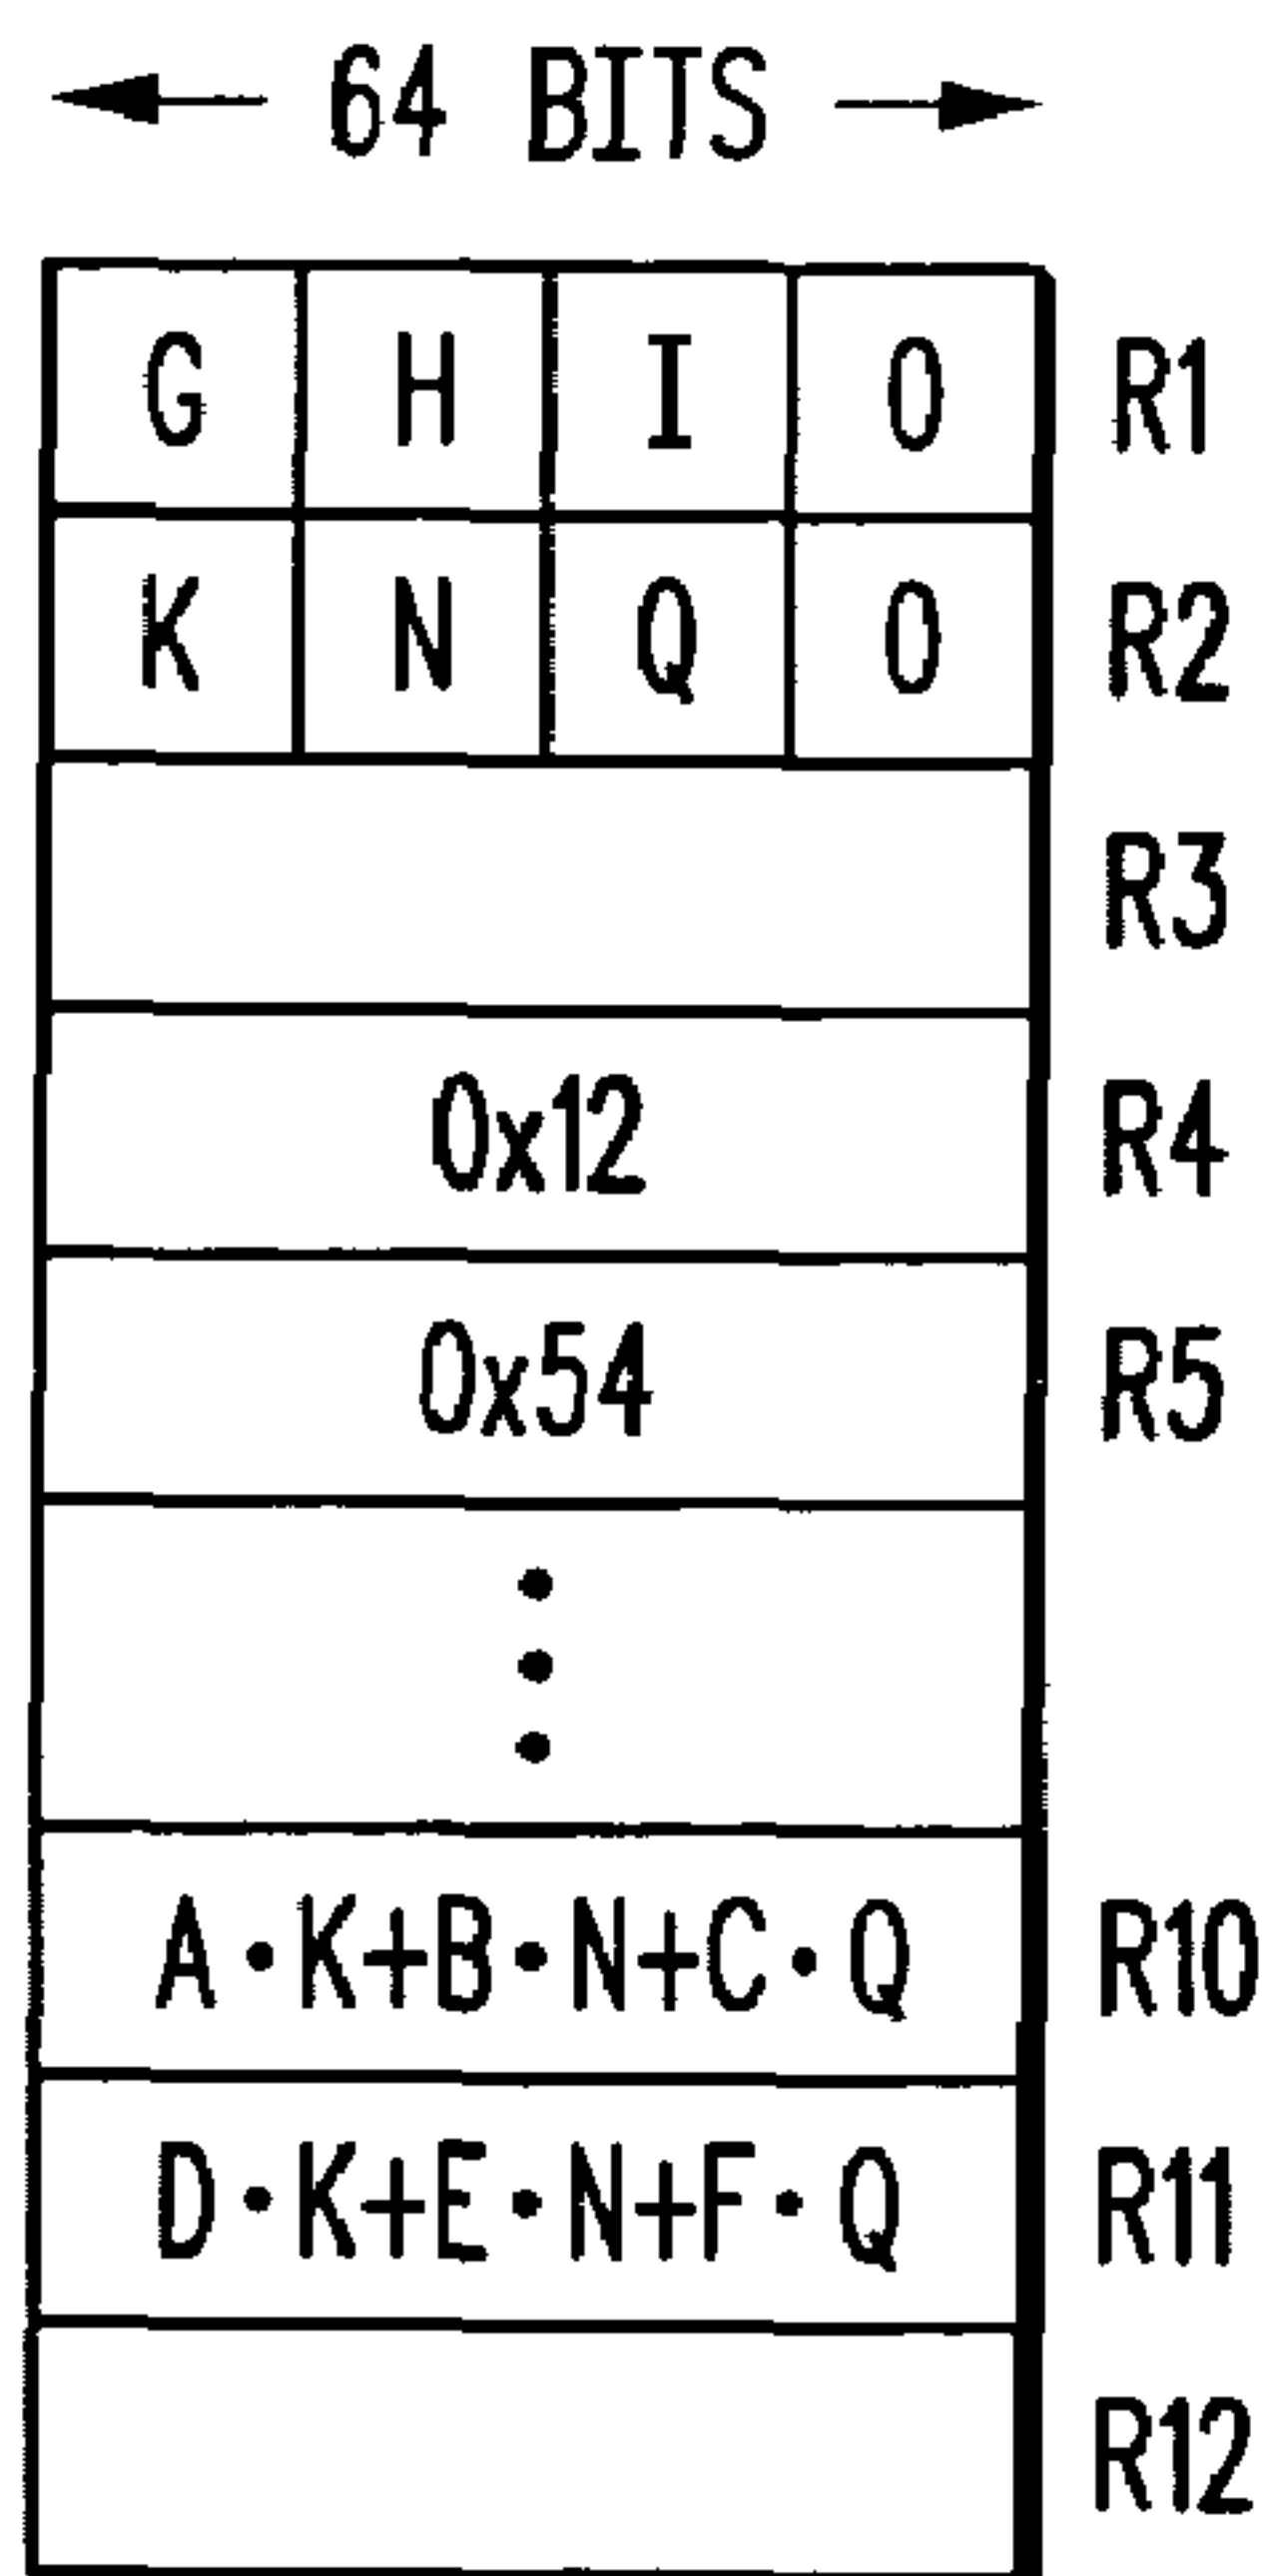 64 BITS
G H I 0 R1
K N Q 0 R2
R3
0x12 R4
0x54 R5
A·K+B·N+C·Q R10
D·K+E·N+F·Q R11
R12